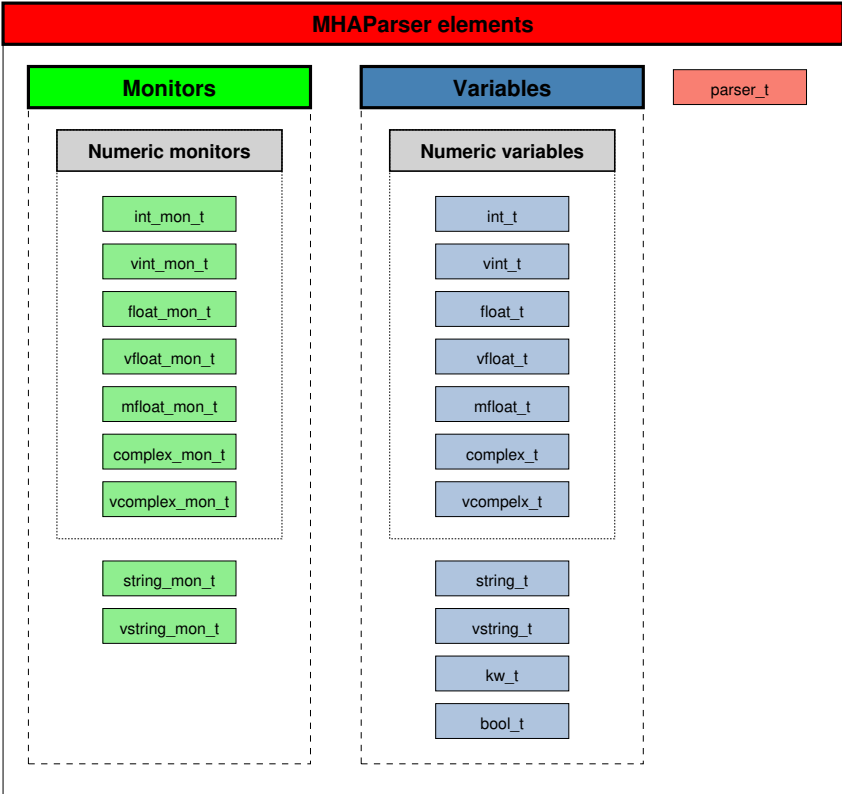 MHAParser elements
Monitors
Numeric monitors
int_mon_t
vint_mon_t
float_mon_t
vfloat_mon_t
mfloat_mon_t
complex_mon_t
vcomplex_mon_t
string_mon_t
vstring_mon_t
Variables
Numeric variables
int_t
vint_t
float_t
vfloat_t
mfloat_t
complex_t
vcompelx_t
string_t
vstring_t
kw_t
bool_t
parser_t